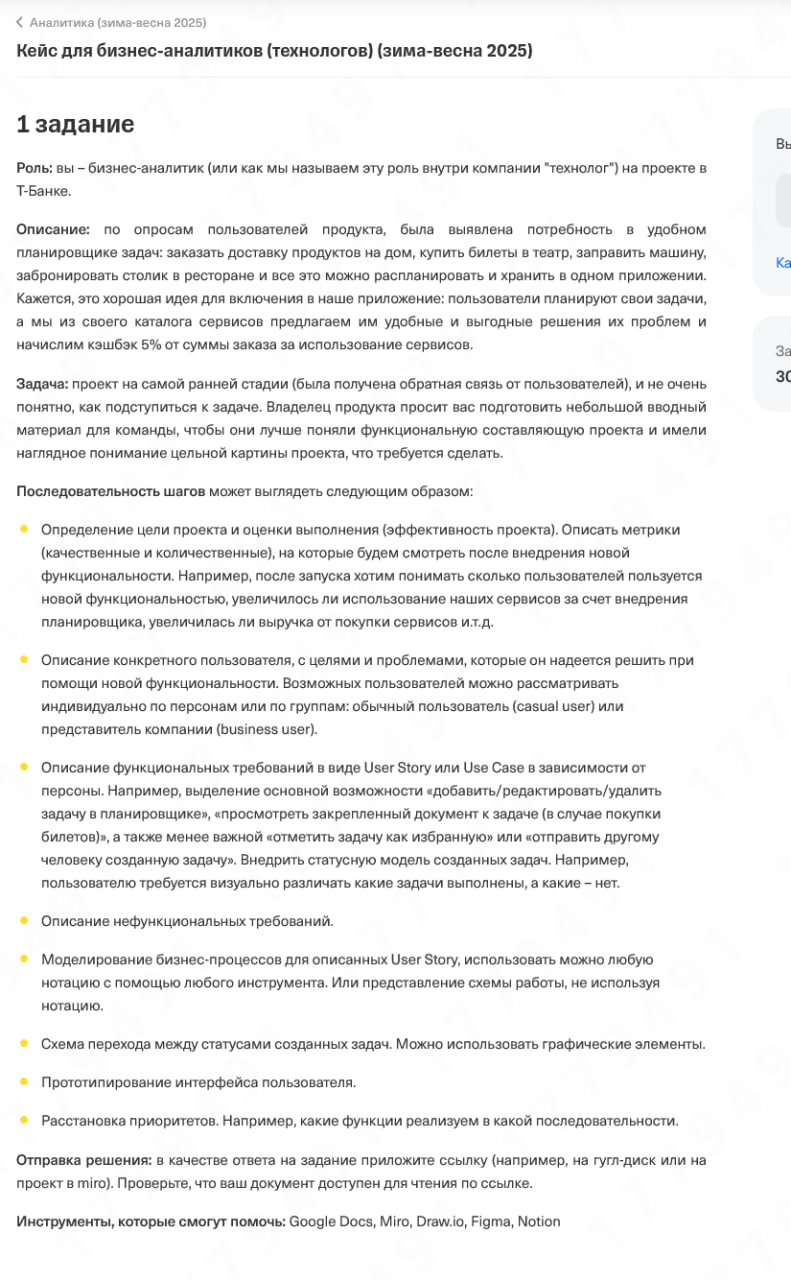 Аналитика (зима-весна 2025)
Кейс для бизнес-аналитиков (технологов) (зима-весна 2025)
1 задание
Вы
Роль: вы – бизнес-аналитик (или как мы называем эту роль внутри компании "технолог") на проекте в
Т-Банке.
Описание: по опросам пользователей продукта, была выявлена потребность в удобном
планировщике задач: заказать доставку продуктов на дом, купить билеты в театр, заправить машину,
Ка
забронировать столик в ресторане и все это можно распланировать и хранить в одном приложении.
Кажется, это хорошая идея для включения в наше приложение: пользователи планируют свои задачи,
а мы из своего каталога сервисов предлагаем им удобные и выгодные решения их проблем и
начислим кэшбэк 5% от суммы заказа за использование сервисов.
За
30
Задача: проект на самой ранней стадии (была получена обратная связь от пользователей), и не очень
понятно, как подступиться к задаче. Владелец продукта просит вас подготовить небольшой вводный
материал для команды, чтобы они лучше поняли функциональную составляющую проекта и имели
наглядное понимание цельной картины проекта, что требуется сделать.
Последовательность шагов может выглядеть следующим образом:
Определение цели проекта и оценки выполнения (эффективность проекта). Описать метрики
(качественные и количественные), на которые будем смотреть после внедрения новой
функциональности. Например, после запуска хотим понимать сколько пользователей пользуется
новой функциональностью, увеличилось ли использование наших сервисов за счет внедрения
планировщика, увеличилась ли выручка от покупки сервисов и.т.д.
Описание конкретного пользователя, с целями и проблемами, которые он надеется решить при
помощи новой функциональности. Возможных пользователей можно рассматривать
индивидуально по персонам или по группам: обычный пользователь (casual user) или
представитель компании (business user).
Описание функциональных требований в виде User Story или Use Case в зависимости от
персоны. Например, выделение основной возможности «добавить/редактировать/удалить
задачу в планировщике», «просмотреть закрепленный документ к задаче (в случае покупки
билетов)», а также менее важной «отметить задачу как избранную» или «отправить другому
человеку созданную задачу». Внедрить статусную модель созданных задач. Например,
пользователю требуется визуально различать какие задачи выполнены, а какие – нет.
Описание нефункциональных требований.
Моделирование бизнес-процессов для описанных User Story, использовать можно любую
нотацию с помощью любого инструмента. Или представление схемы работы, не используя
нотацию.
Схема перехода между статусами созданных задач. Можно использовать графические элементы.
Прототипирование интерфейса пользователя.
Расстановка приоритетов. Например, какие функции реализуем в какой последовательности.
Отправка решения: в качестве ответа на задание приложите ссылку (например, на гугл-диск или на
проект в miro). Проверьте, что ваш документ доступен для чтения по ссылке.
Инструменты, которые смогут помочь: Google Docs, Miro, Draw.io, Figma, Notion